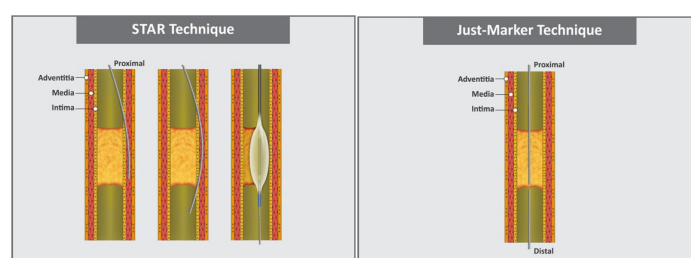 STAR Technique
Proximal
Adventitia
Media
Intima
Just-Marker Technique
Proximal
Adventitia
Media
Intima
Distal